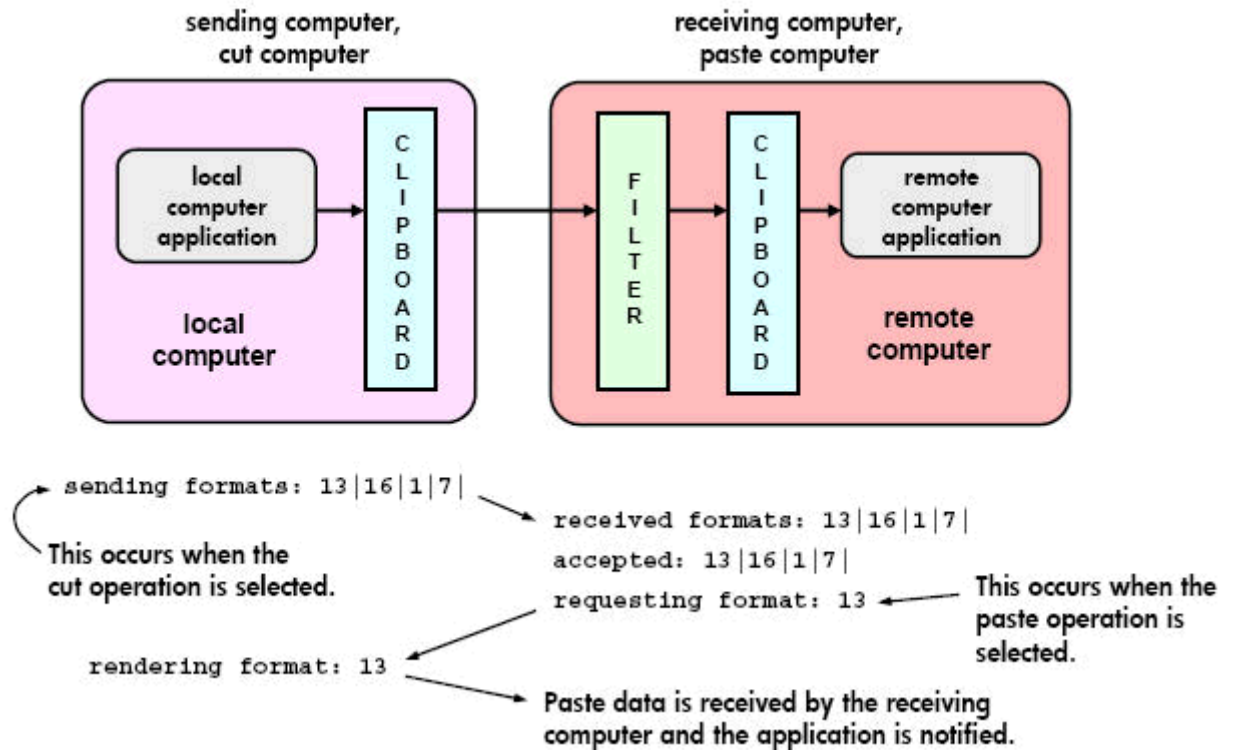 sending computer,
cut computer
receiving computer,
paste computer
local
computer
application
CLIPBOARD
local
computer
FILTER
CLIPBOARD
remote
computer
application
remote
computer
sending formats: 13|16|1|7|
This occurs when the
cut operation is selected.
received formats: 13|16|1|7|
accepted: 13|16|1|7|
requesting format: 13
This occurs when the
paste operation is
selected.
rendering format: 13
Paste data is received by the receiving
computer and the application is notified.